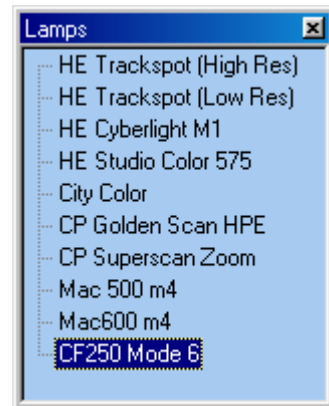 Lamps
HE Trackspot (High Res)
HE Trackspot (Low Res)
HE Cyberlight M1
HE Studio Color 575
City Color
CP Golden Scan HPE
CP Superscan Zoom
Mac 500 m4
Mac600 m4
CF250 Mode 6